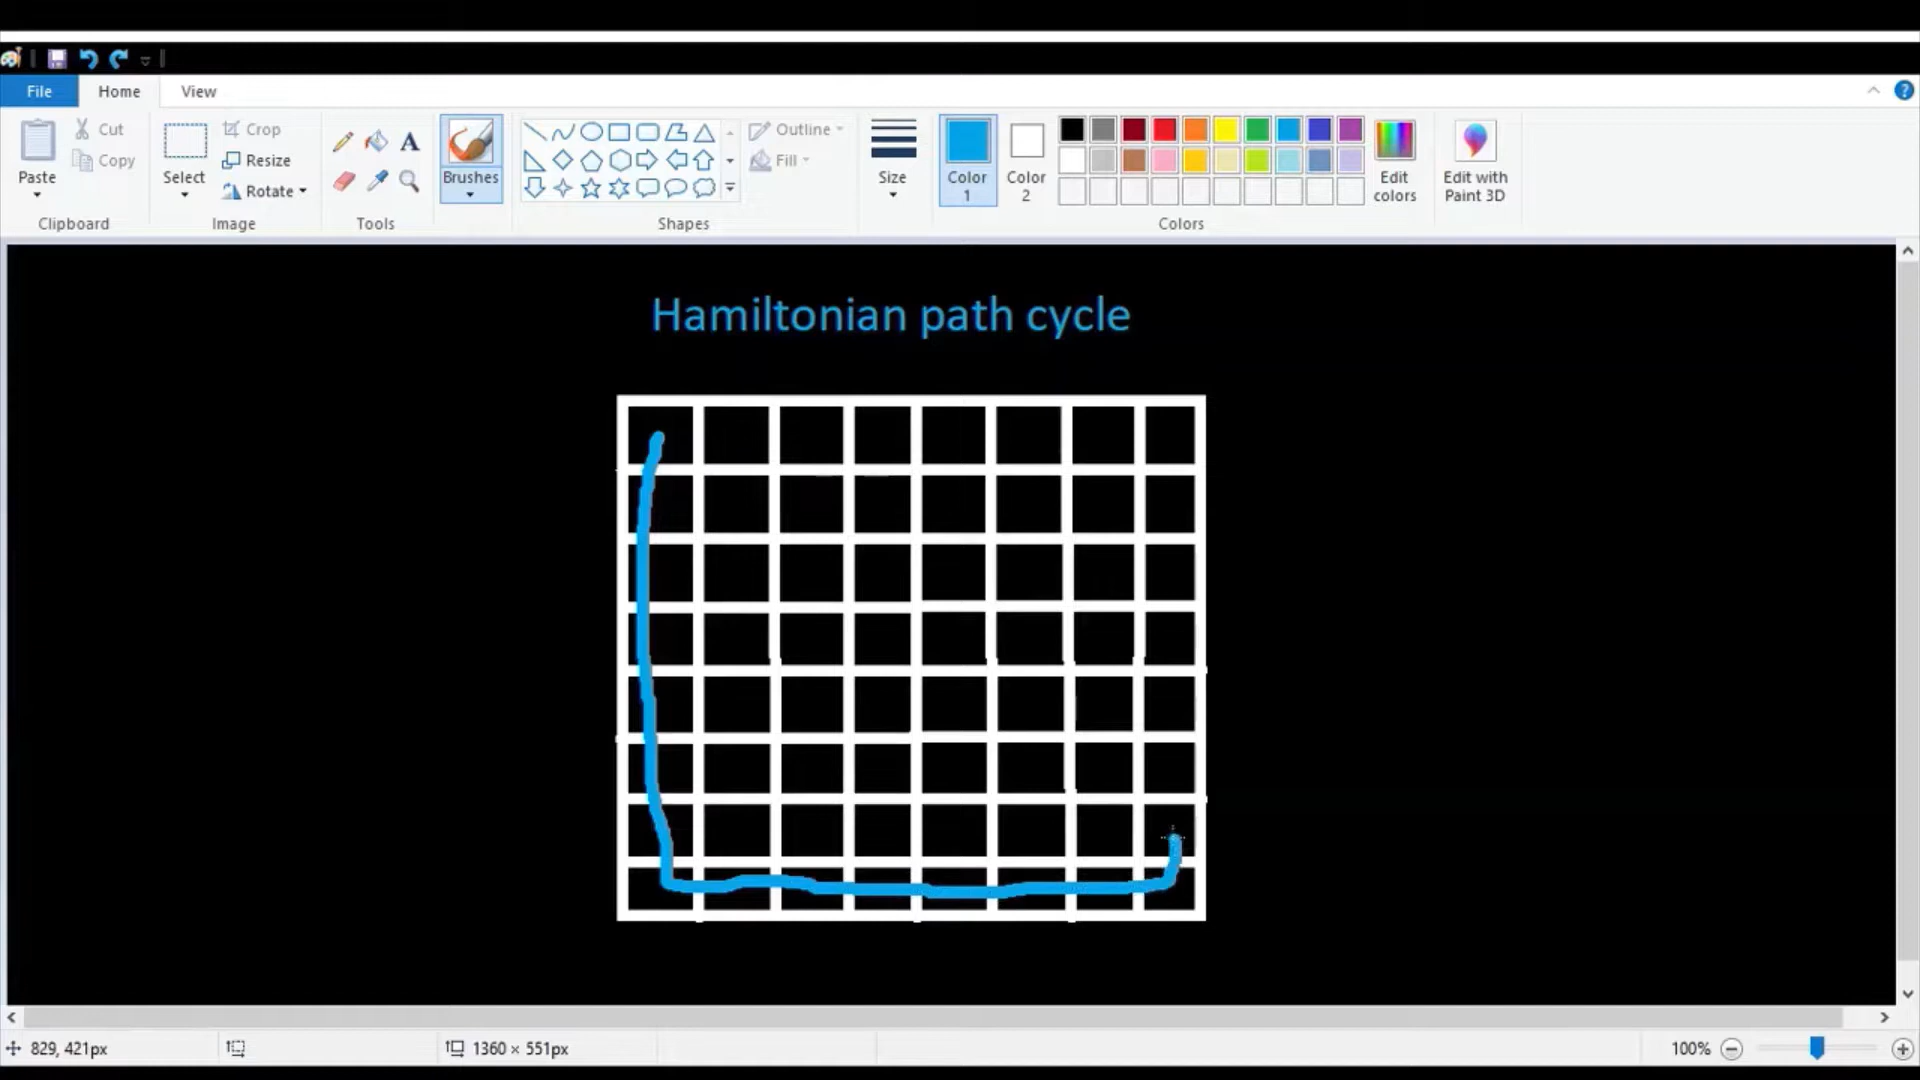 File Home View
Paste Cut Copy Clipboard
Select Crop Resize Rotate Image
A Tools
Brushes
Shapes
Outline Fill
Size
Color 1 Color 2 Edit colors Colors
Edit with Paint 3D
Hamiltonian path cycle
829, 421px 1360 × 551px 100%